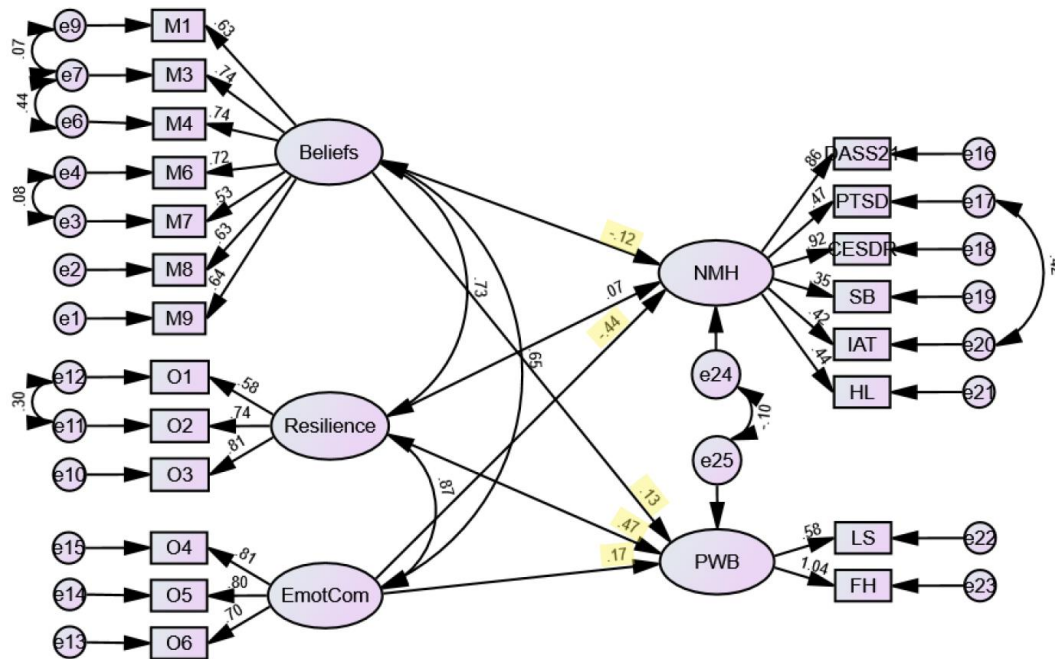 e9 M1 .63
.07
e7 M3 .74
.44
e6 M4 .74
Beliefs
e4 M6 .72
.08
e3 M7 .53
e2 M8 .63
e1 M9 .64
e12 O1 .58
.30
e11 O2 .74
Resilience
e10 O3 .81
e15 O4 .81
e14 O5 .80
EmotCom
e13 O6 .70
.73
.65
.87
-.12
.07
-.44
.13
.47
.17
NMH
e24
-.10
e25
PWB
.86 DASS21 e16
.47 PTSD e17
.92 CESDR e18
.35 SB e19
.42 IAT e20
.44 HL e21
.58 LS e22
1.04 FH e23